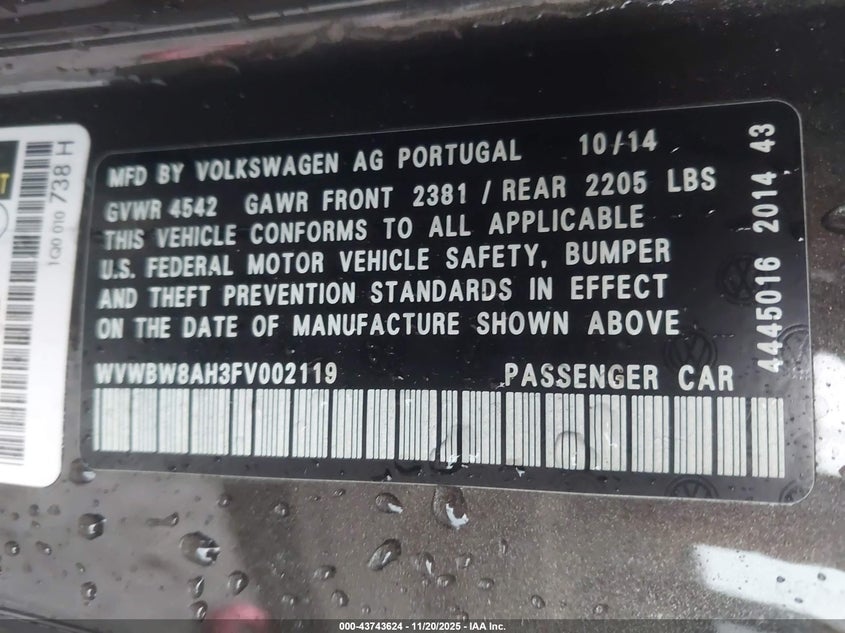 MFD BY VOLKSWAGEN AG PORTUGAL 10/14
GVWR 4542 GAWR FRONT 2381 / REAR 2205 LBS
THIS VEHICLE CONFORMS TO ALL APPLICABLE
U.S. FEDERAL MOTOR VEHICLE SAFETY, BUMPER
AND THEFT PREVENTION STANDARDS IN EFFECT
ON THE DATE OF MANUFACTURE SHOWN ABOVE
WVWBW8AH3FV002119 PASSENGER CAR
4445016 2014 43
1Q0 010 738 H
000-43743624 - 11/20/2025 - IAA Inc.